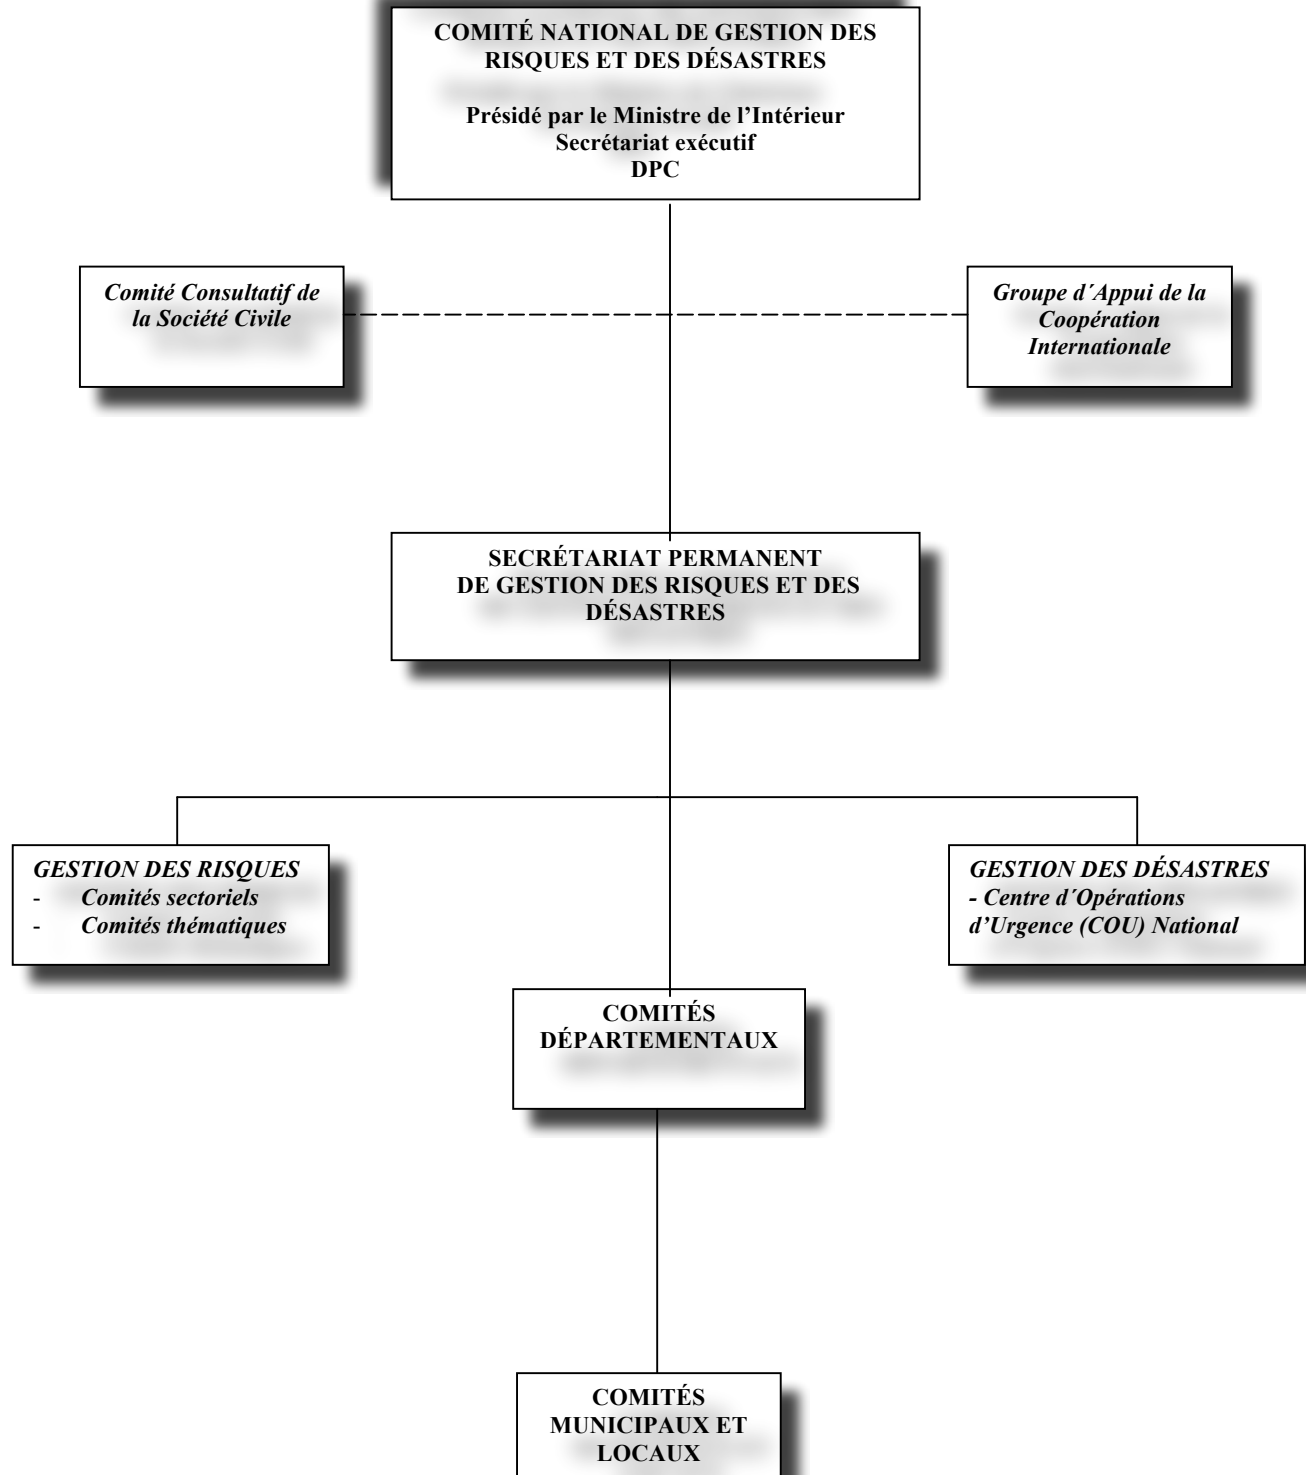 COMITÉ NATIONAL DE GESTION DES
RISQUES ET DES DÉSASTRES
Présidé par le Ministre de l’Intérieur
Secrétariat exécutif
DPC
Comité Consultatif de
la Société Civile
Groupe d´Appui de la
Coopération
Internationale
SECRÉTARIAT PERMANENT
DE GESTION DES RISQUES ET DES
DÉSASTRES
GESTION DES RISQUES
- Comités sectoriels
- Comités thématiques
GESTION DES DÉSASTRES
- Centre d´Opérations
d’Urgence (COU) National
COMITÉS
DÉPARTEMENTAUX
COMITÉS
MUNICIPAUX ET
LOCAUX